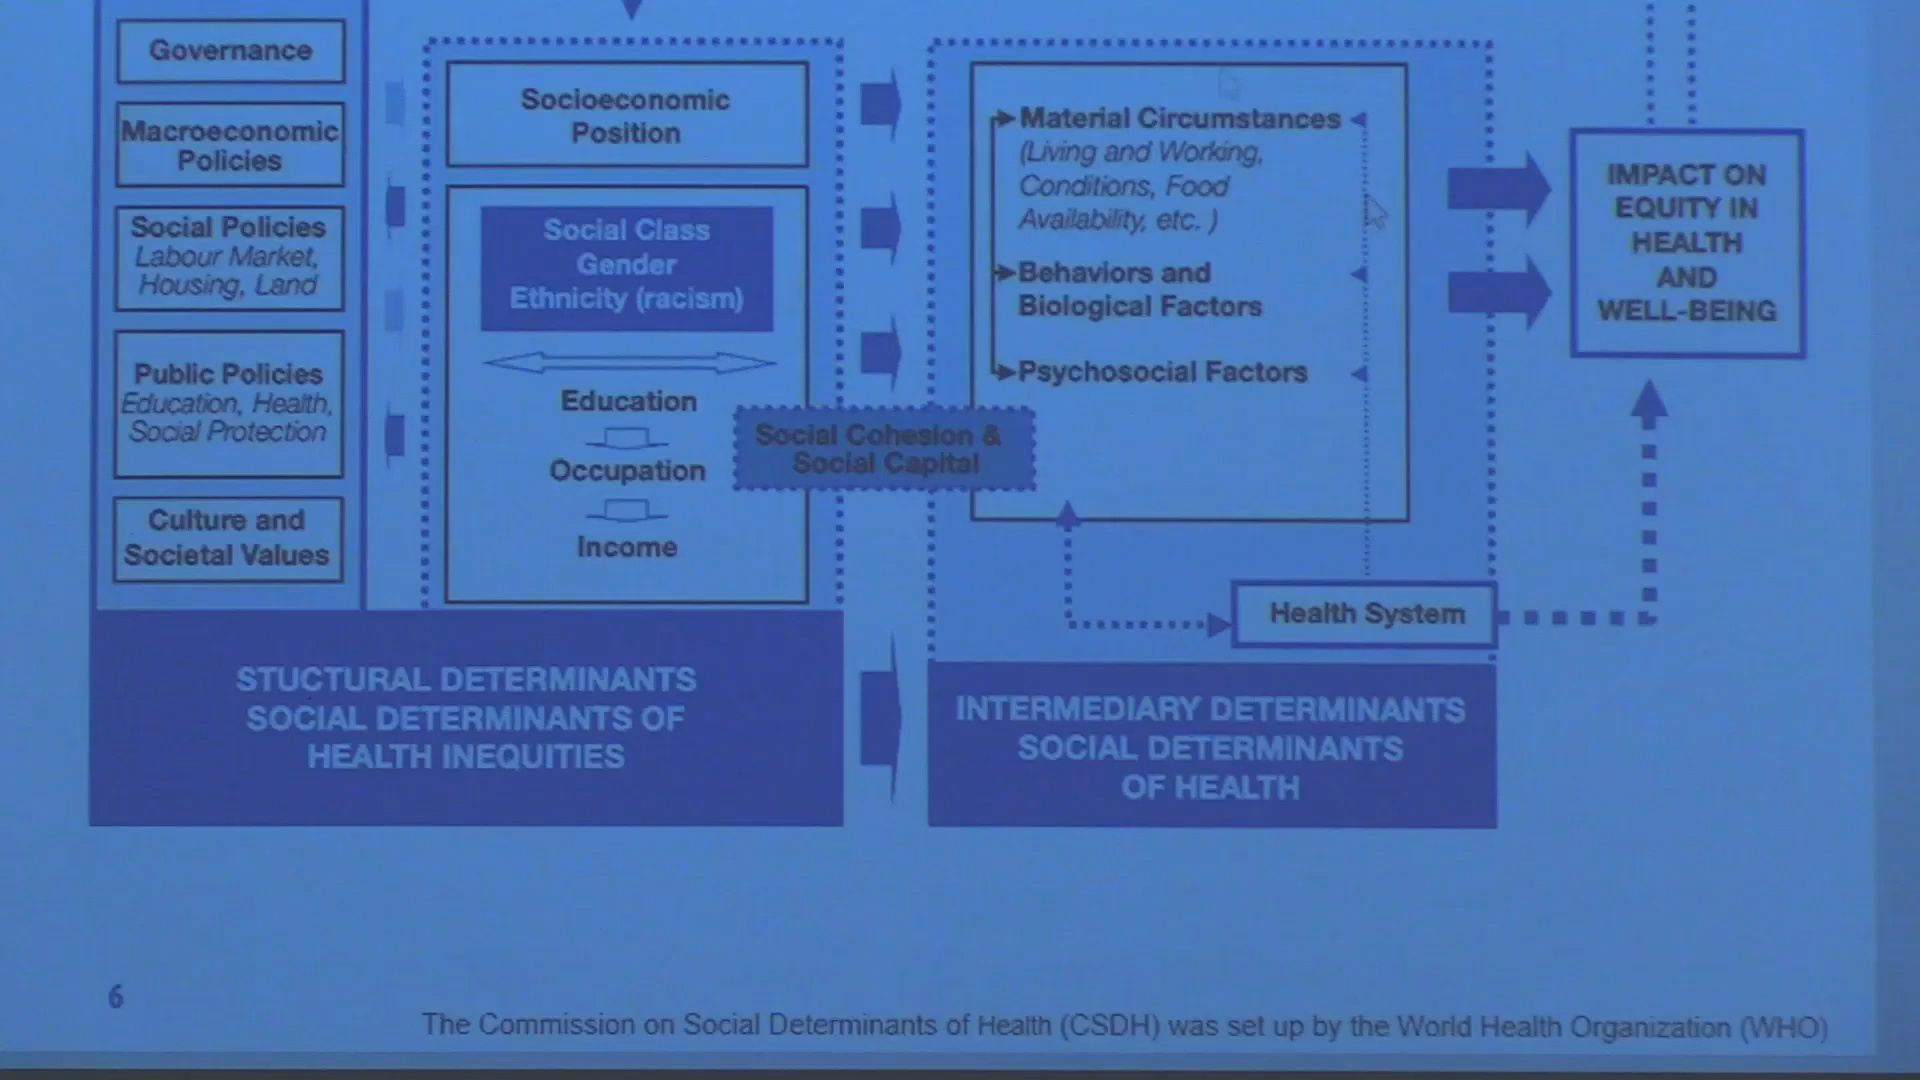 Governance
Macroeconomic
Policies
Social Policies
Labour Market,
Housing, Land
Public Policies
Education, Health,
Social Protection
Culture and
Societal Values
Socioeconomic
Position
Social Class
Gender
Ethnicity (racism)
Education
Occupation
Income
Social Cohesion &
Social Capital
Material Circumstances
(Living and Working,
Conditions, Food
Availability, etc. )
Behaviors and
Biological Factors
Psychosocial Factors
Health System
IMPACT ON
EQUITY IN
HEALTH
AND
WELL-BEING
STUCTURAL DETERMINANTS
SOCIAL DETERMINANTS OF
HEALTH INEQUITIES
INTERMEDIARY DETERMINANTS
SOCIAL DETERMINANTS
OF HEALTH
6
The Commission on Social Determinants of Health (CSDH) was set up by the World Health Organization (WHO)